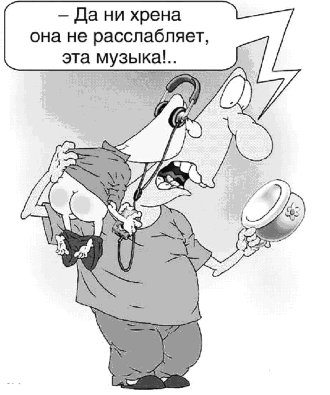 – Да ни хрена
она не расслабляет,
эта музыка!..